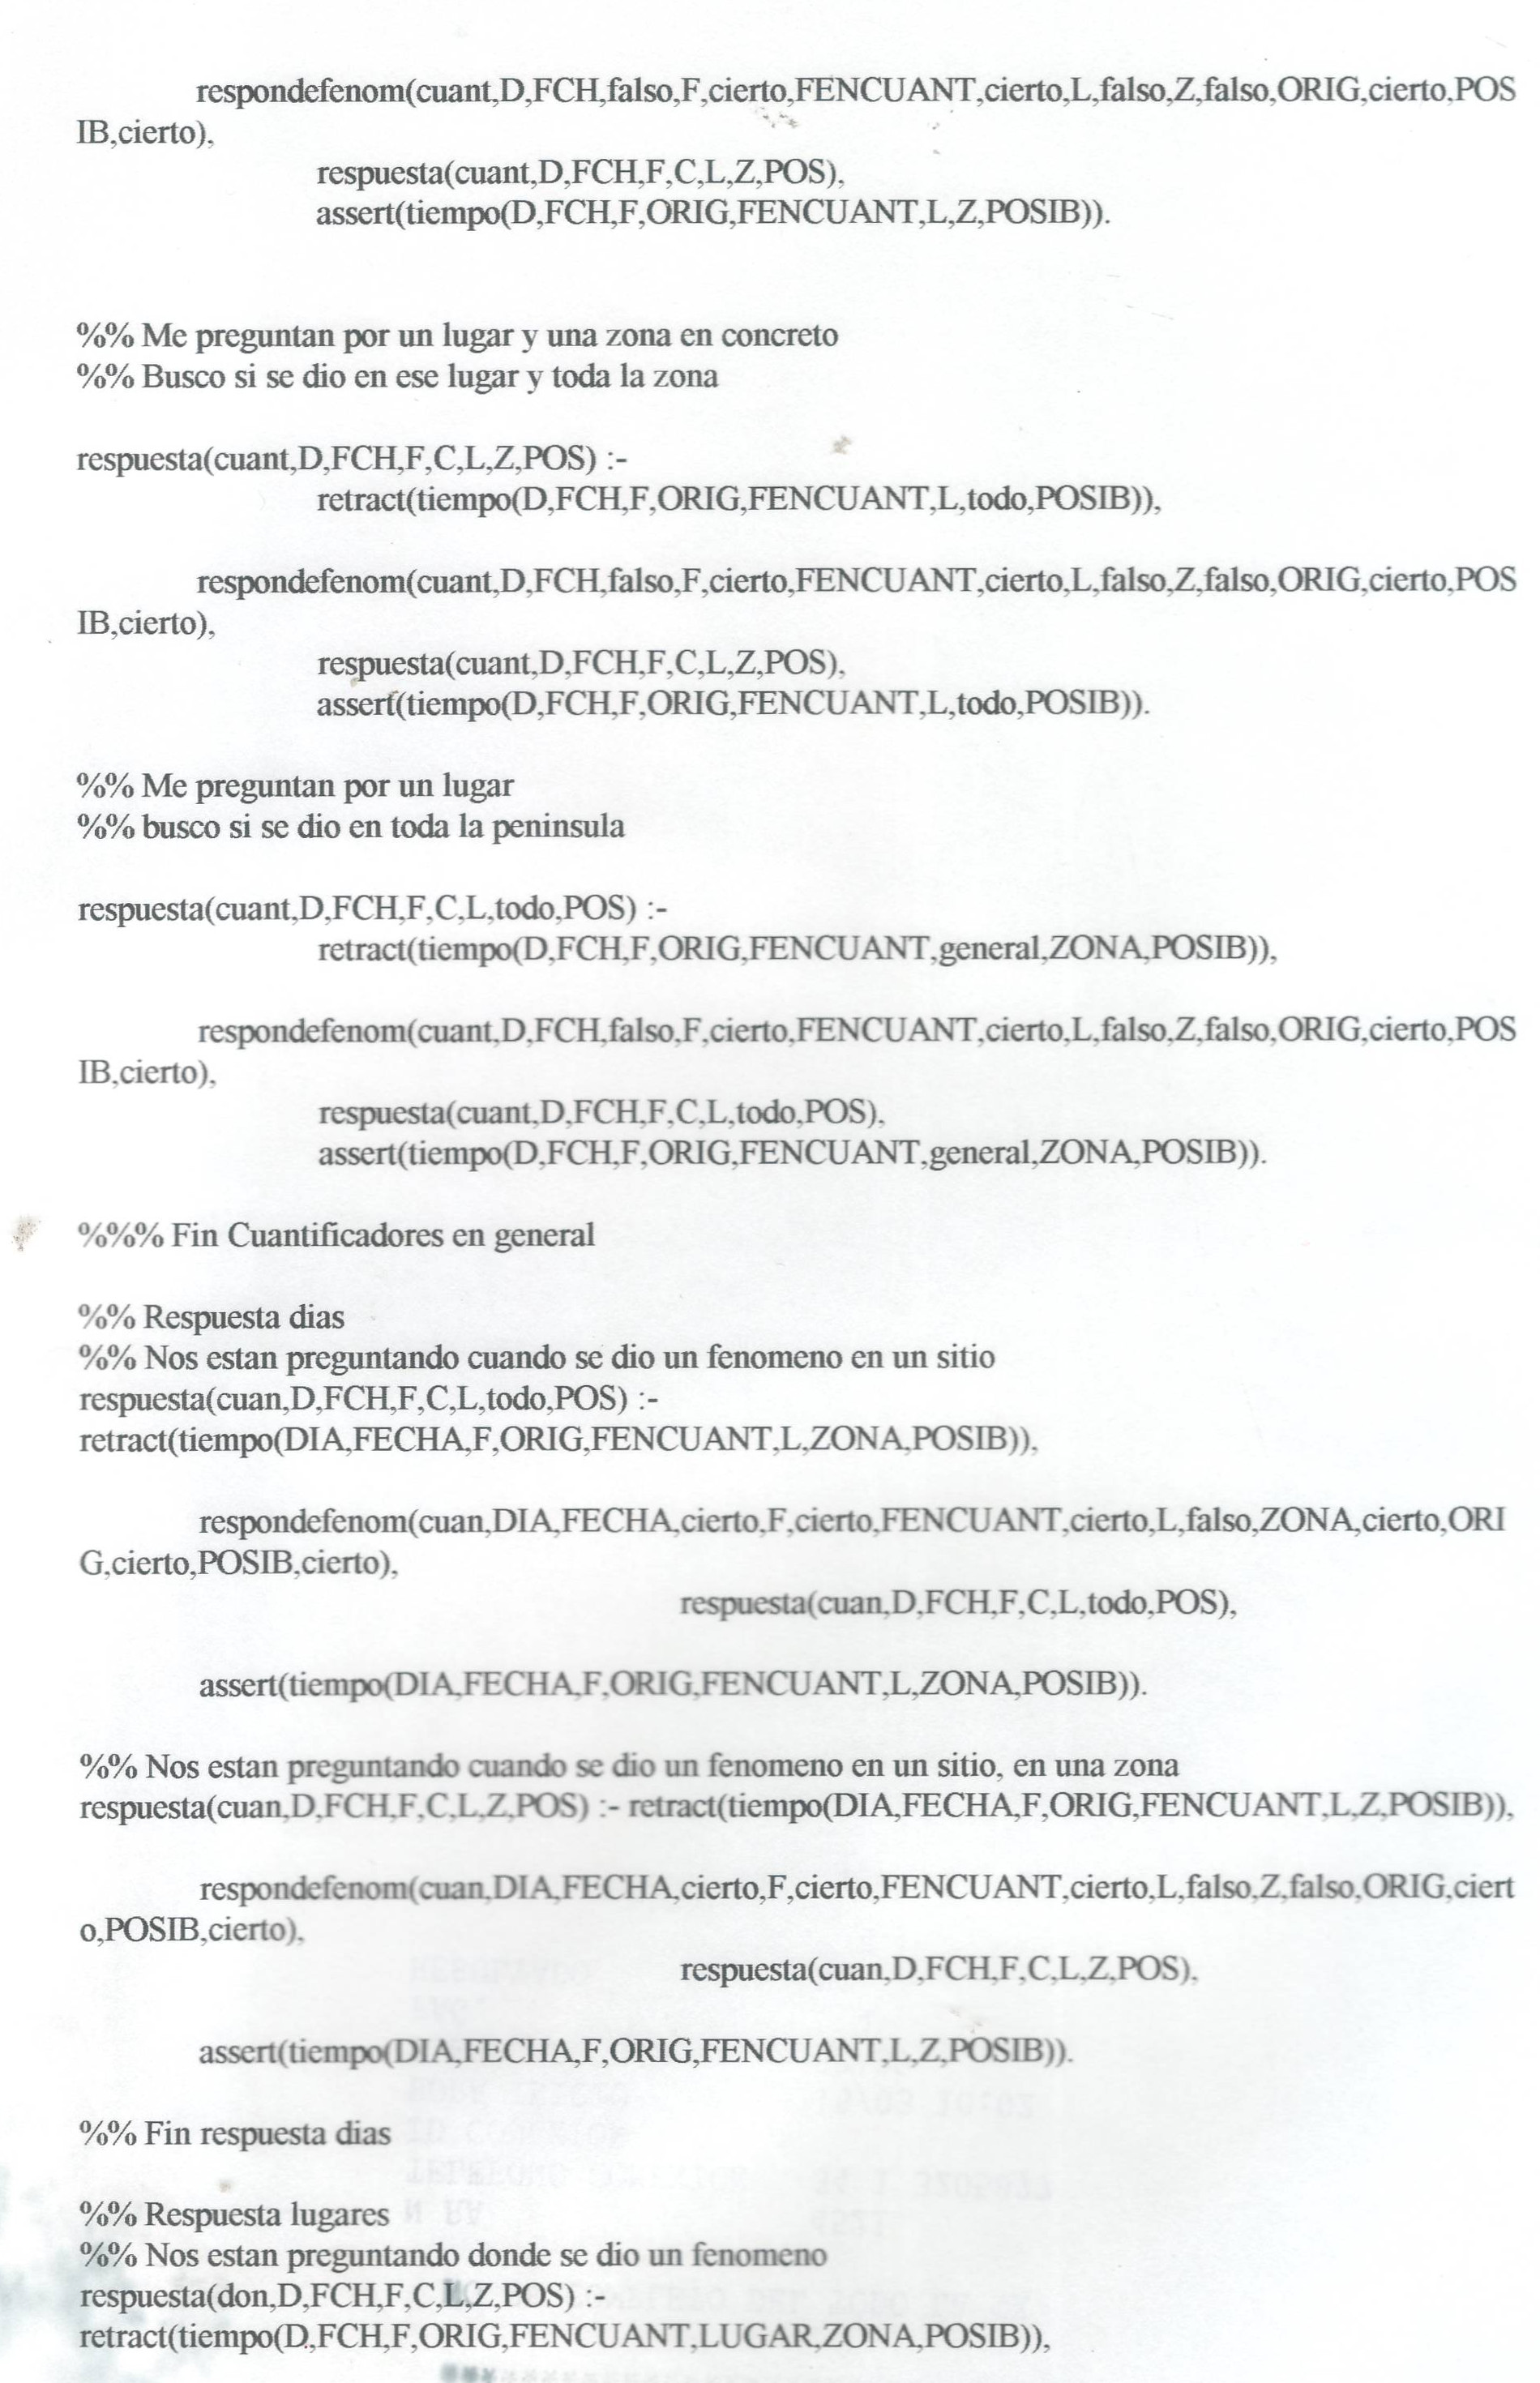 respondefenom(cuant,D,FCH,falso,F,cierto,FENCUANT,cierto,L,falso,Z,falso,ORIG,cierto,POS
IB,cierto),
respuesta(cuant,D,FCH,F,C,L,Z,POS),
assert(tiempo(D,FCH,F,ORIG,FENCUANT,L,Z,POSIB)).
%% Me preguntan por un lugar y una zona en concreto
%% Busco si se dio en ese lugar y toda la zona
respuesta(cuant,D,FCH,F,C,L,Z,POS) :-
retract(tiempo(D,FCH,F,ORIG,FENCUANT,L,todo,POSIB)),
respondefenom(cuant,D,FCH,falso,F,cierto,FENCUANT,cierto,L,falso,Z,falso,ORIG,cierto,POS
IB,cierto),
respuesta(cuant,D,FCH,F,C,L,Z,POS),
assert(tiempo(D,FCH,F,ORIG,FENCUANT,L,todo,POSIB)).
%% Me preguntan por un lugar
%% busco si se dio en toda la peninsula
respuesta(cuant,D,FCH,F,C,L,todo,POS) :-
retract(tiempo(D,FCH,F,ORIG,FENCUANT,general,ZONA,POSIB)),
respondefenom(cuant,D,FCH,falso,F,cierto,FENCUANT,cierto,L,falso,Z,falso,ORIG,cierto,POS
IB,cierto),
respuesta(cuant,D,FCH,F,C,L,todo,POS),
assert(tiempo(D,FCH,F,ORIG,FENCUANT,general,ZONA,POSIB)).
%%% Fin Cuantificadores en general
%% Respuesta dias
%% Nos estan preguntando cuando se dio un fenomeno en un sitio
respuesta(cuan,D,FCH,F,C,L,todo,POS) :-
retract(tiempo(DIA,FECHA,F,ORIG,FENCUANT,L,ZONA,POSIB)),
respondefenom(cuan,DIA,FECHA,cierto,F,cierto,FENCUANT,cierto,L,falso,ZONA,cierto,ORI
G,cierto,POSIB,cierto),
respuesta(cuan,D,FCH,F,C,L,todo,POS),
assert(tiempo(DIA,FECHA,F,ORIG,FENCUANT,L,ZONA,POSIB)).
%% Nos estan preguntando cuando se dio un fenomeno en un sitio, en una zona
respuesta(cuan,D,FCH,F,C,L,Z,POS) :- retract(tiempo(DIA,FECHA,F,ORIG,FENCUANT,L,Z,POSIB)),
respondefenom(cuan,DIA,FECHA,cierto,F,cierto,FENCUANT,cierto,L,falso,Z,falso,ORIG,ciert
o,POSIB,cierto),
respuesta(cuan,D,FCH,F,C,L,Z,POS),
assert(tiempo(DIA,FECHA,F,ORIG,FENCUANT,L,Z,POSIB)).
%% Fin respuesta dias
%% Respuesta lugares
%% Nos estan preguntando donde se dio un fenomeno
respuesta(don,D,FCH,F,C,L,Z,POS) :-
retract(tiempo(D,FCH,F,ORIG,FENCUANT,LUGAR,ZONA,POSIB)),